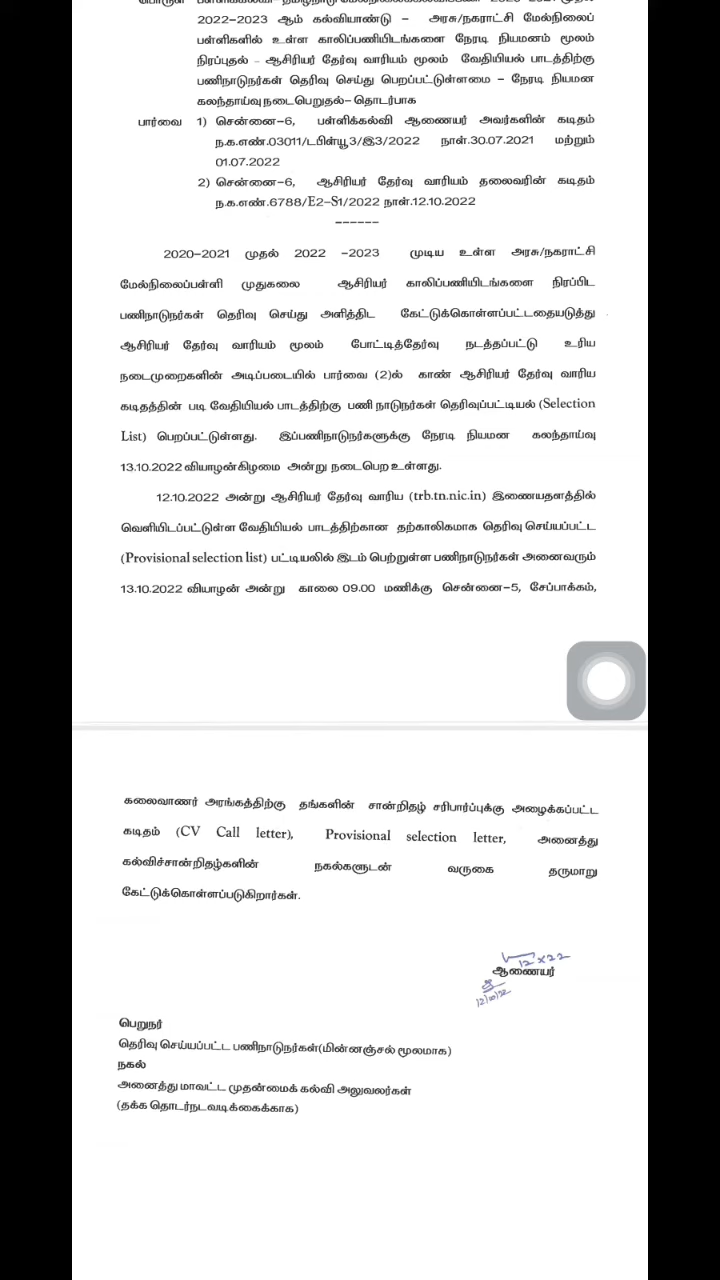 2022-2023 ஆம் கல்வியாண்டு - அரசு/நகராட்சி மேல்நிலைப்
பள்ளிகளில் உள்ள காலிப்பணியிடங்களை நேரடி நியமனம் மூலம்
நிரப்புதல் - ஆசிரியர் தேர்வு வாரியம் மூலம் வேதியியல் பாடத்திற்கு
பணிநாடுநர்கள் தெரிவு செய்து பெறப்பட்டுள்ளமை - நேரடி நியமன
கலந்தாய்வு நடைபெறுதல்- தொடர்பாக
பார்வை 1) சென்னை-6, பள்ளிக்கல்வி ஆணையர் அவர்களின் கடிதம்
ந.க.எண்.03011/டபிள்யூ3/இ3/2022 நாள்.30.07.2021 மற்றும்
01.07.2022
2) சென்னை-6, ஆசிரியர் தேர்வு வாரியம் தலைவரின் கடிதம்
ந.க.எண்.6788/E2-S1/2022 நாள்.12.10.2022
------
2020-2021 முதல் 2022 -2023 முடிய உள்ள அரசு/நகராட்சி
மேல்நிலைப்பள்ளி முதுகலை ஆசிரியர் காலிப்பணியிடங்களை நிரப்பிட
பணிநாடுநர்கள் தெரிவு செய்து அளித்திட கேட்டுக்கொள்ளப்பட்டதையடுத்து
ஆசிரியர் தேர்வு வாரியம் மூலம் போட்டித்தேர்வு நடத்தப்பட்டு உரிய
நடைமுறைகளின் அடிப்படையில் பார்வை (2)ல் காண் ஆசிரியர் தேர்வு வாரிய
கடிதத்தின் படி வேதியியல் பாடத்திற்கு பணி நாடுநர்கள் தெரிவுப்பட்டியல் (Selection
List) பெறப்பட்டுள்ளது. இப்பணிநாடுநர்களுக்கு நேரடி நியமன கலந்தாய்வு
13.10.2022 வியாழன்கிழமை அன்று நடைபெற உள்ளது.
12.10.2022 அன்று ஆசிரியர் தேர்வு வாரிய (trb.tn.nic.in) இணையதளத்தில்
வெளியிடப்பட்டுள்ள வேதியியல் பாடத்திற்கான தற்காலிகமாக தெரிவு செய்யப்பட்ட
(Provisional selection list) பட்டியலில் இடம் பெற்றுள்ள பணிநாடுநர்கள் அனைவரும்
13.10.2022 வியாழன் அன்று காலை 09.00 மணிக்கு சென்னை-5, சேப்பாக்கம்,
கலைவாணர் அரங்கத்திற்கு தங்களின் சான்றிதழ் சரிபார்ப்புக்கு அழைக்கப்பட்ட
கடிதம் (CV Call letter), Provisional selection letter, அனைத்து
கல்விச்சான்றிதழ்களின் நகல்களுடன் வருகை தருமாறு
கேட்டுக்கொள்ளப்படுகிறார்கள்.
12 X 22
ஆணையர்
12/10/22
பெறுநர்
தெரிவு செய்யப்பட்ட பணிநாடுநர்கள்(மின்னஞ்சல் மூலமாக)
நகல்
அனைத்து மாவட்ட முதன்மைக் கல்வி அலுவலர்கள்
(தக்க தொடர்நடவடிக்கைக்காக)